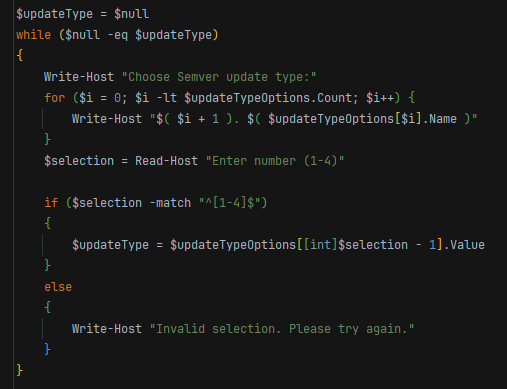 $updateType = $null
while ($null -eq $updateType)
{
    Write-Host "Choose Semver update type:"
    for ($i = 0; $i -lt $updateTypeOptions.Count; $i++) {
        Write-Host "$( $i + 1 ). $( $updateTypeOptions[$i].Name )"
    }
    $selection = Read-Host "Enter number (1-4)"

    if ($selection -match "^[1-4]$")
    {
        $updateType = $updateTypeOptions[[int]$selection - 1].Value
    }
    else
    {
        Write-Host "Invalid selection. Please try again."
    }
}